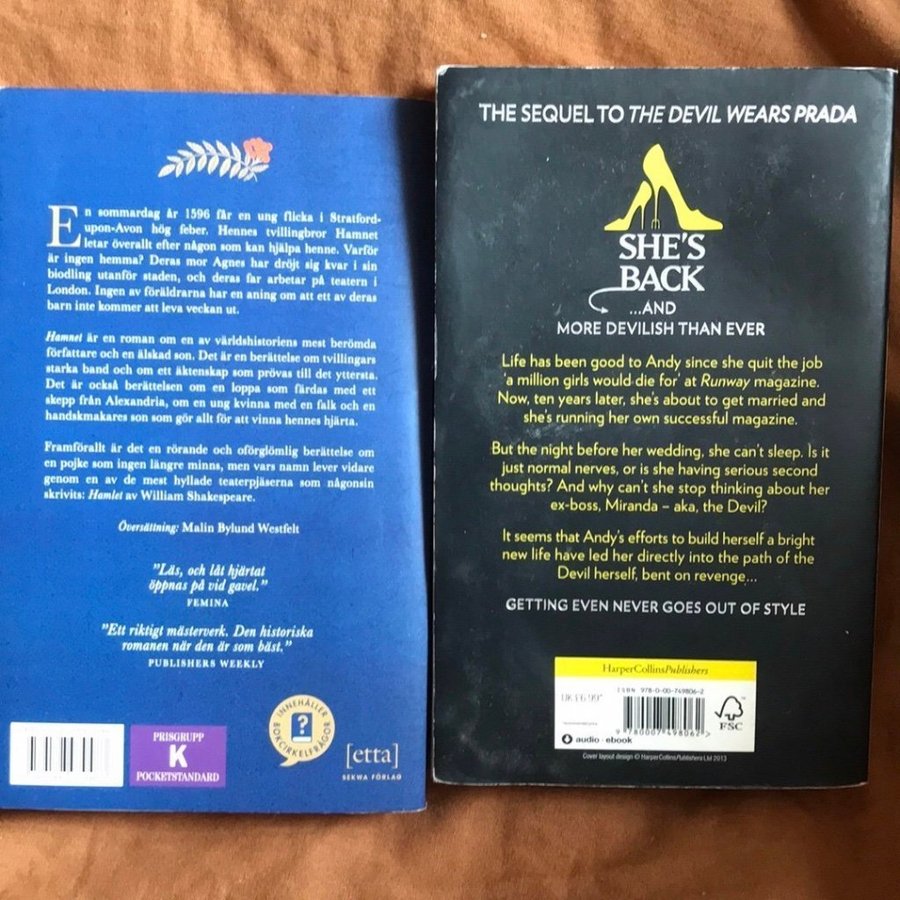 En sommardag år 1596 får en ung flicka i Stratford-
upon-Avon hög feber. Hennes tvillingbror Hamnet
letar överallt efter någon som kan hjälpa henne. Varför
är ingen hemma? Deras mor Agnes har dröjt sig kvar i sin
biodling utanför staden, och deras far arbetar på teatern i
London. Ingen av föräldrarna har en aning om att ett av deras
barn inte kommer att leva veckan ut.
Hamnet är en roman om en av världshistoriens mest berömda
författare och en älskad son. Det är en berättelse om tvillingars
starka band och om ett äktenskap som prövas till det yttersta.
Det är också berättelsen om en loppa som färdas med ett
skepp från Alexandria, om en ung kvinna med en falk och en
handskmakares son som gör allt för att vinna hennes hjärta.
Framförallt är det en rörande och oförglömlig berättelse om
en pojke som ingen längre minns, men vars namn lever vidare
genom en av de mest hyllade teaterpjäserna som någonsin
skrivits: Hamlet av William Shakespeare.
Översättning: Malin Bylund Westfelt
”Läs, och låt hjärtat
öppnas på vid gavel.”
FEMINA
”Ett riktigt mästerverk. Den historiska
romanen när den är som bäst.”
PUBLISHERS WEEKLY
PRISGRUPP
K
POCKETSTANDARD
INNEHÅLLER
?
BOKCIRKELFRÅGOR
[etta]
SEKWA FÖRLAG
THE SEQUEL TO THE DEVIL WEARS PRADA
SHE'S
BACK
...AND
MORE DEVILISH THAN EVER
Life has been good to Andy since she quit the job
'a million girls would die for' at Runway magazine.
Now, ten years later, she's about to get married and
she's running her own successful magazine.
But the night before her wedding, she can't sleep. Is it
just normal nerves, or is she having serious second
thoughts? And why can't she stop thinking about her
ex-boss, Miranda – aka, the Devil?
It seems that Andy's efforts to build herself a bright
new life have led her directly into the path of the
Devil herself, bent on revenge...
GETTING EVEN NEVER GOES OUT OF STYLE
HarperCollinsPublishers
UK £6.99
ISBN 978-0-00-749806-2
9 780007 498062 >
FSC
audio · ebook
Cover layout design © HarperCollinsPublishers Ltd 2013